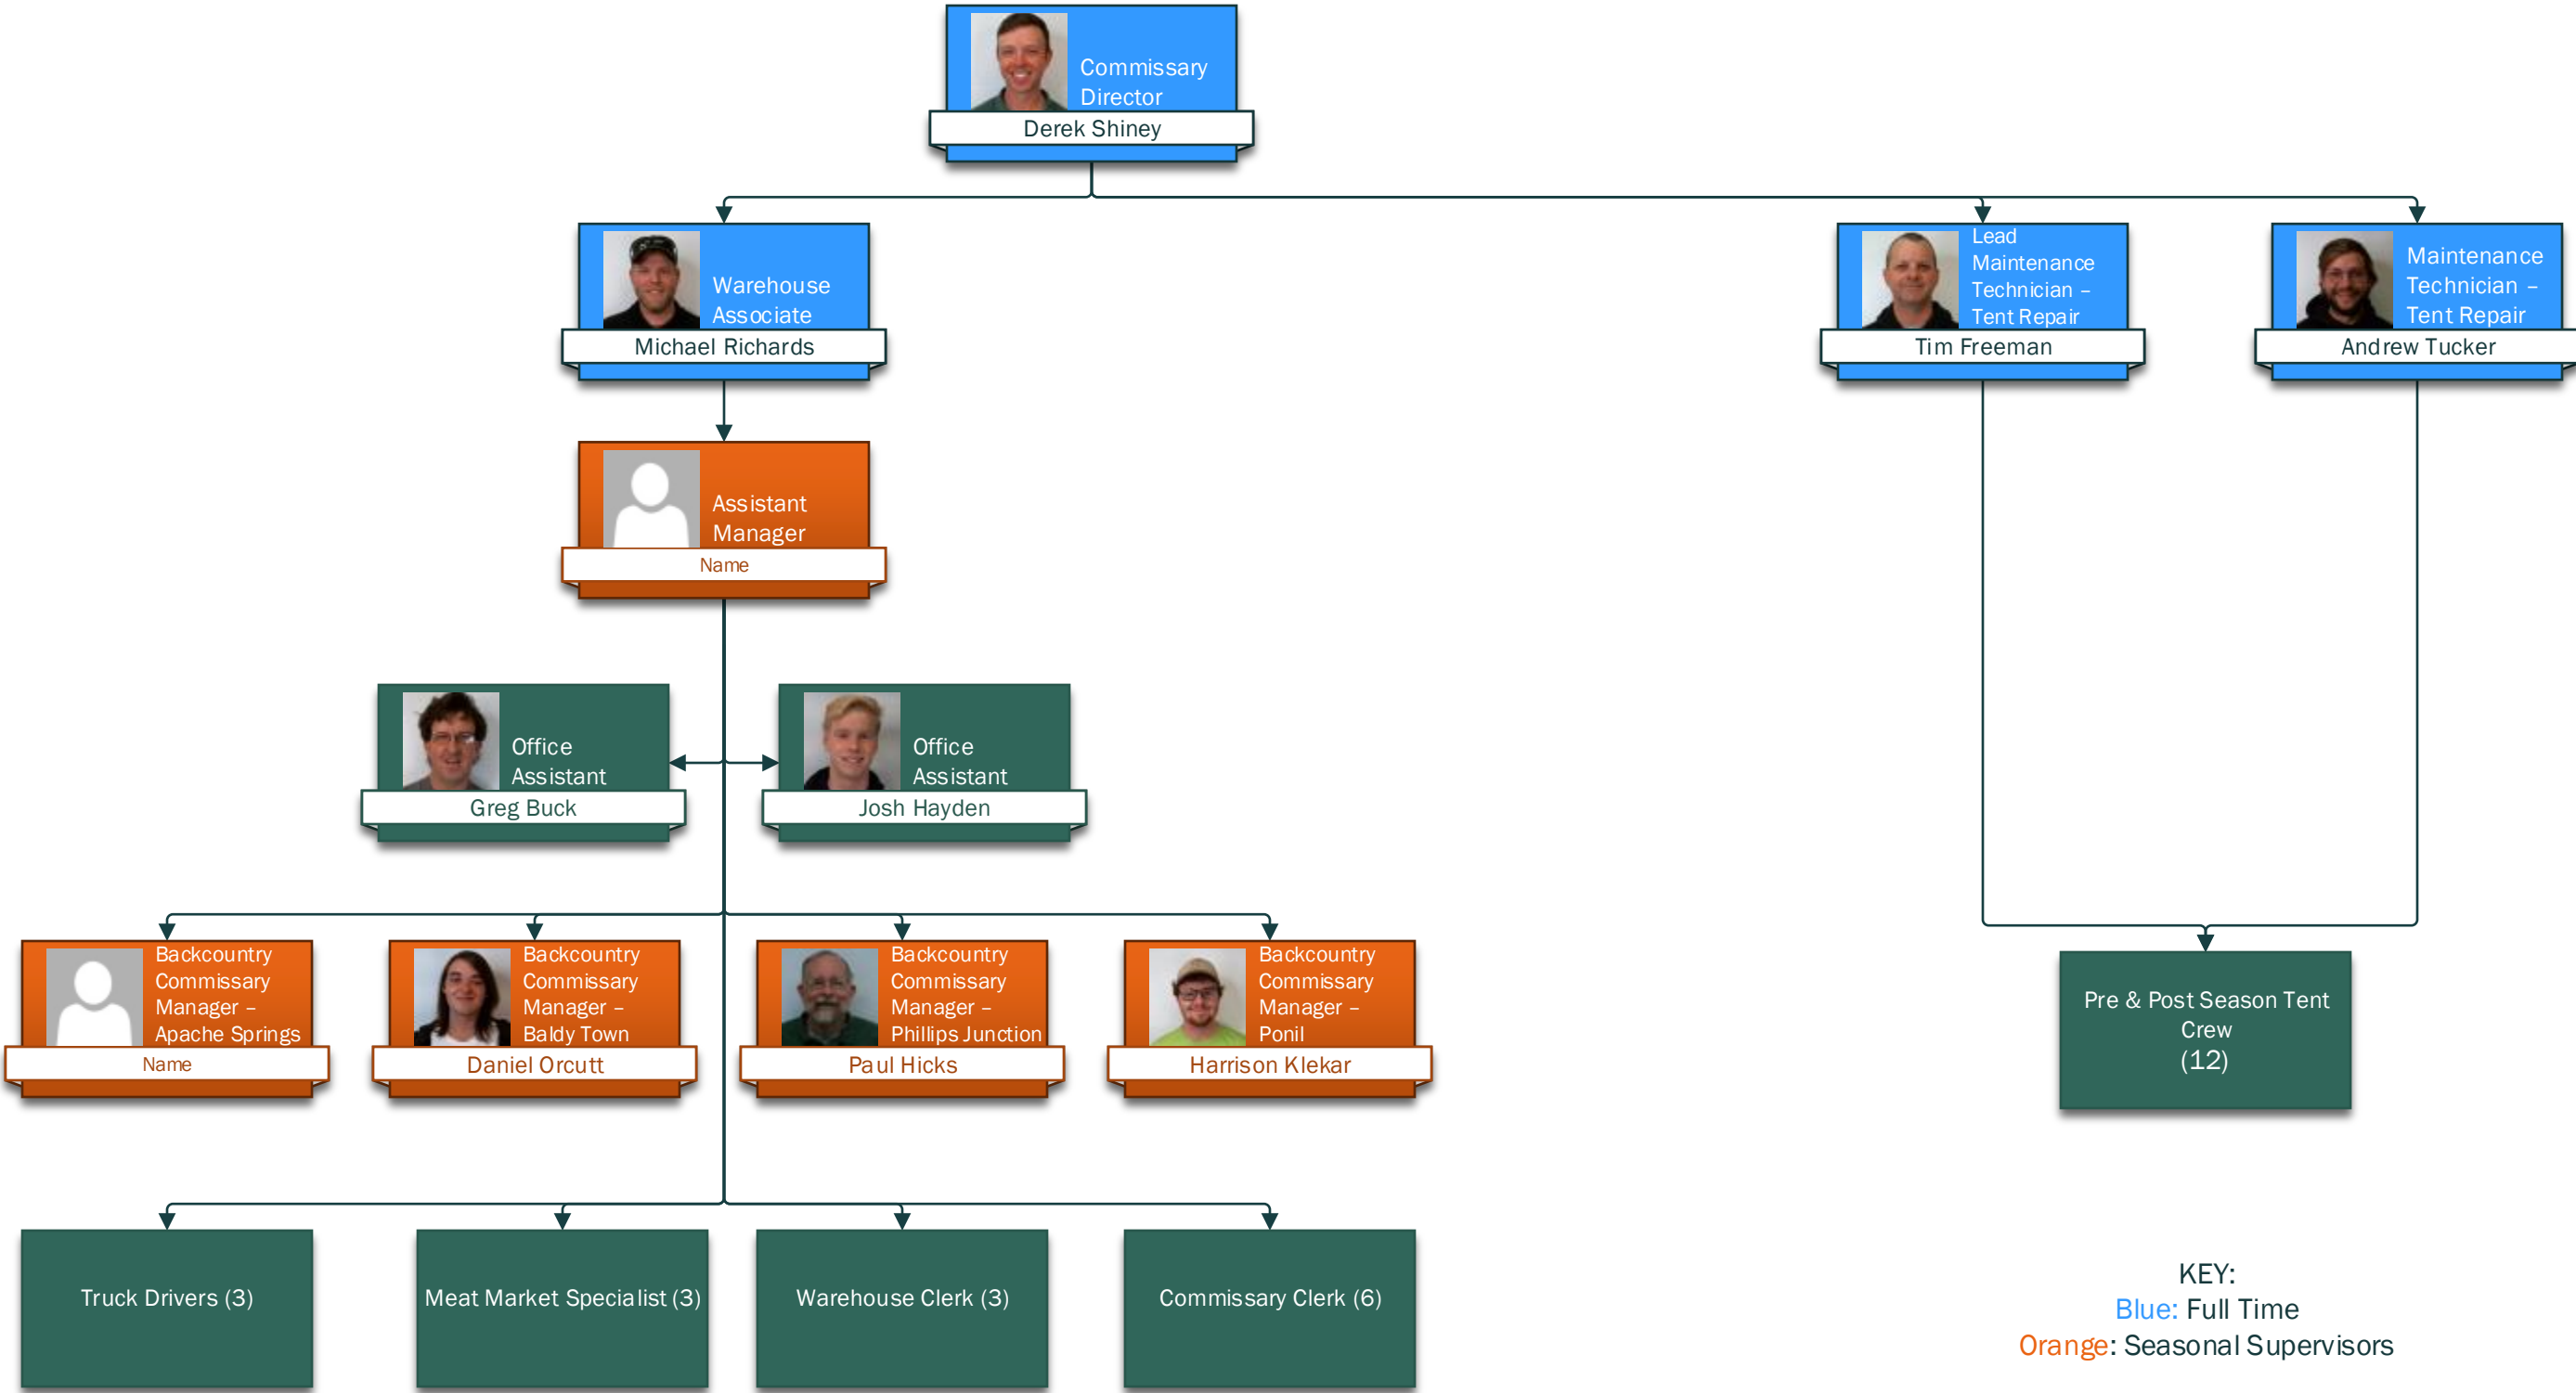 Commissary
Director
Derek Shiney
Warehouse
Associate
Michael Richards
Lead
Maintenance
Technician –
Tent Repair
Tim Freeman
Maintenance
Technician –
Tent Repair
Andrew Tucker
Assistant
Manager
Name
Office
Assistant
Greg Buck
Office
Assistant
Josh Hayden
Backcountry
Commissary
Manager –
Apache Springs
Name
Backcountry
Commissary
Manager –
Baldy Town
Daniel Orcutt
Backcountry
Commissary
Manager –
Phillips Junction
Paul Hicks
Backcountry
Commissary
Manager –
Ponil
Harrison Klekar
Pre & Post Season Tent
Crew
(12)
Truck Drivers (3)
Meat Market Specialist (3)
Warehouse Clerk (3)
Commissary Clerk (6)
KEY:
Blue: Full Time
Orange: Seasonal Supervisors